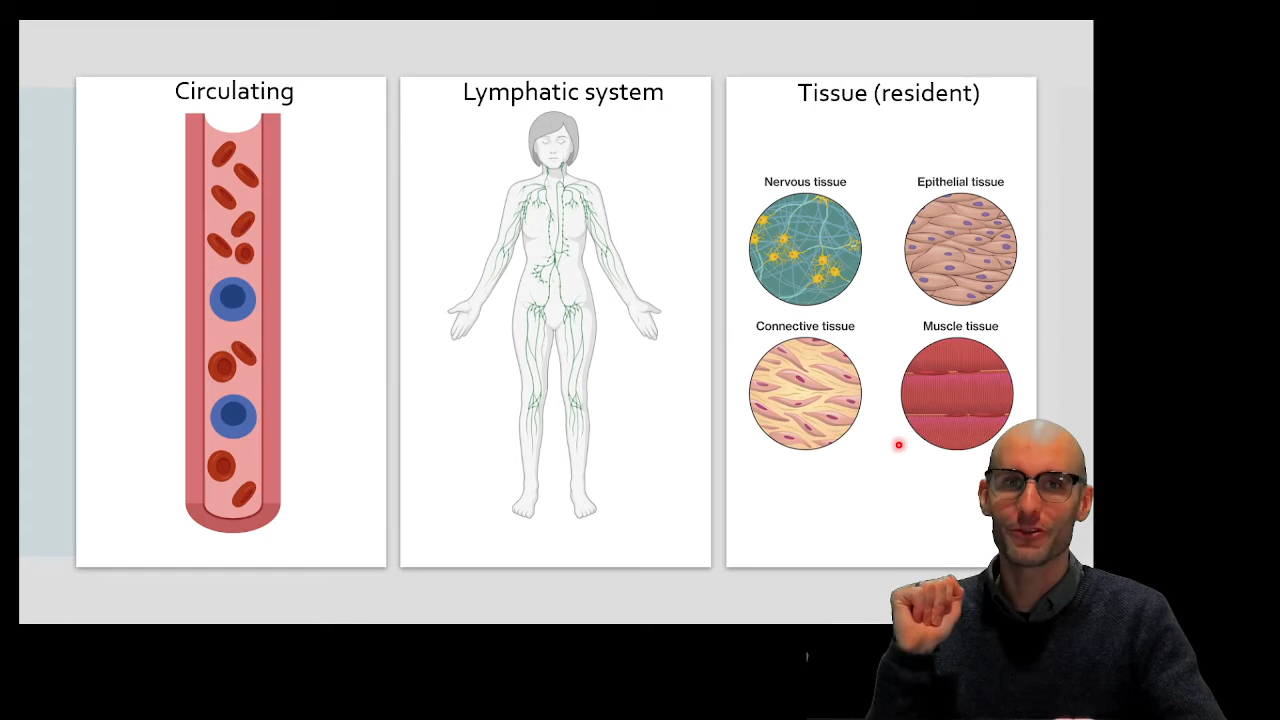 Circulating
Lymphatic system
Tissue (resident)
Nervous tissue
Epithelial tissue
Connective tissue
Muscle tissue